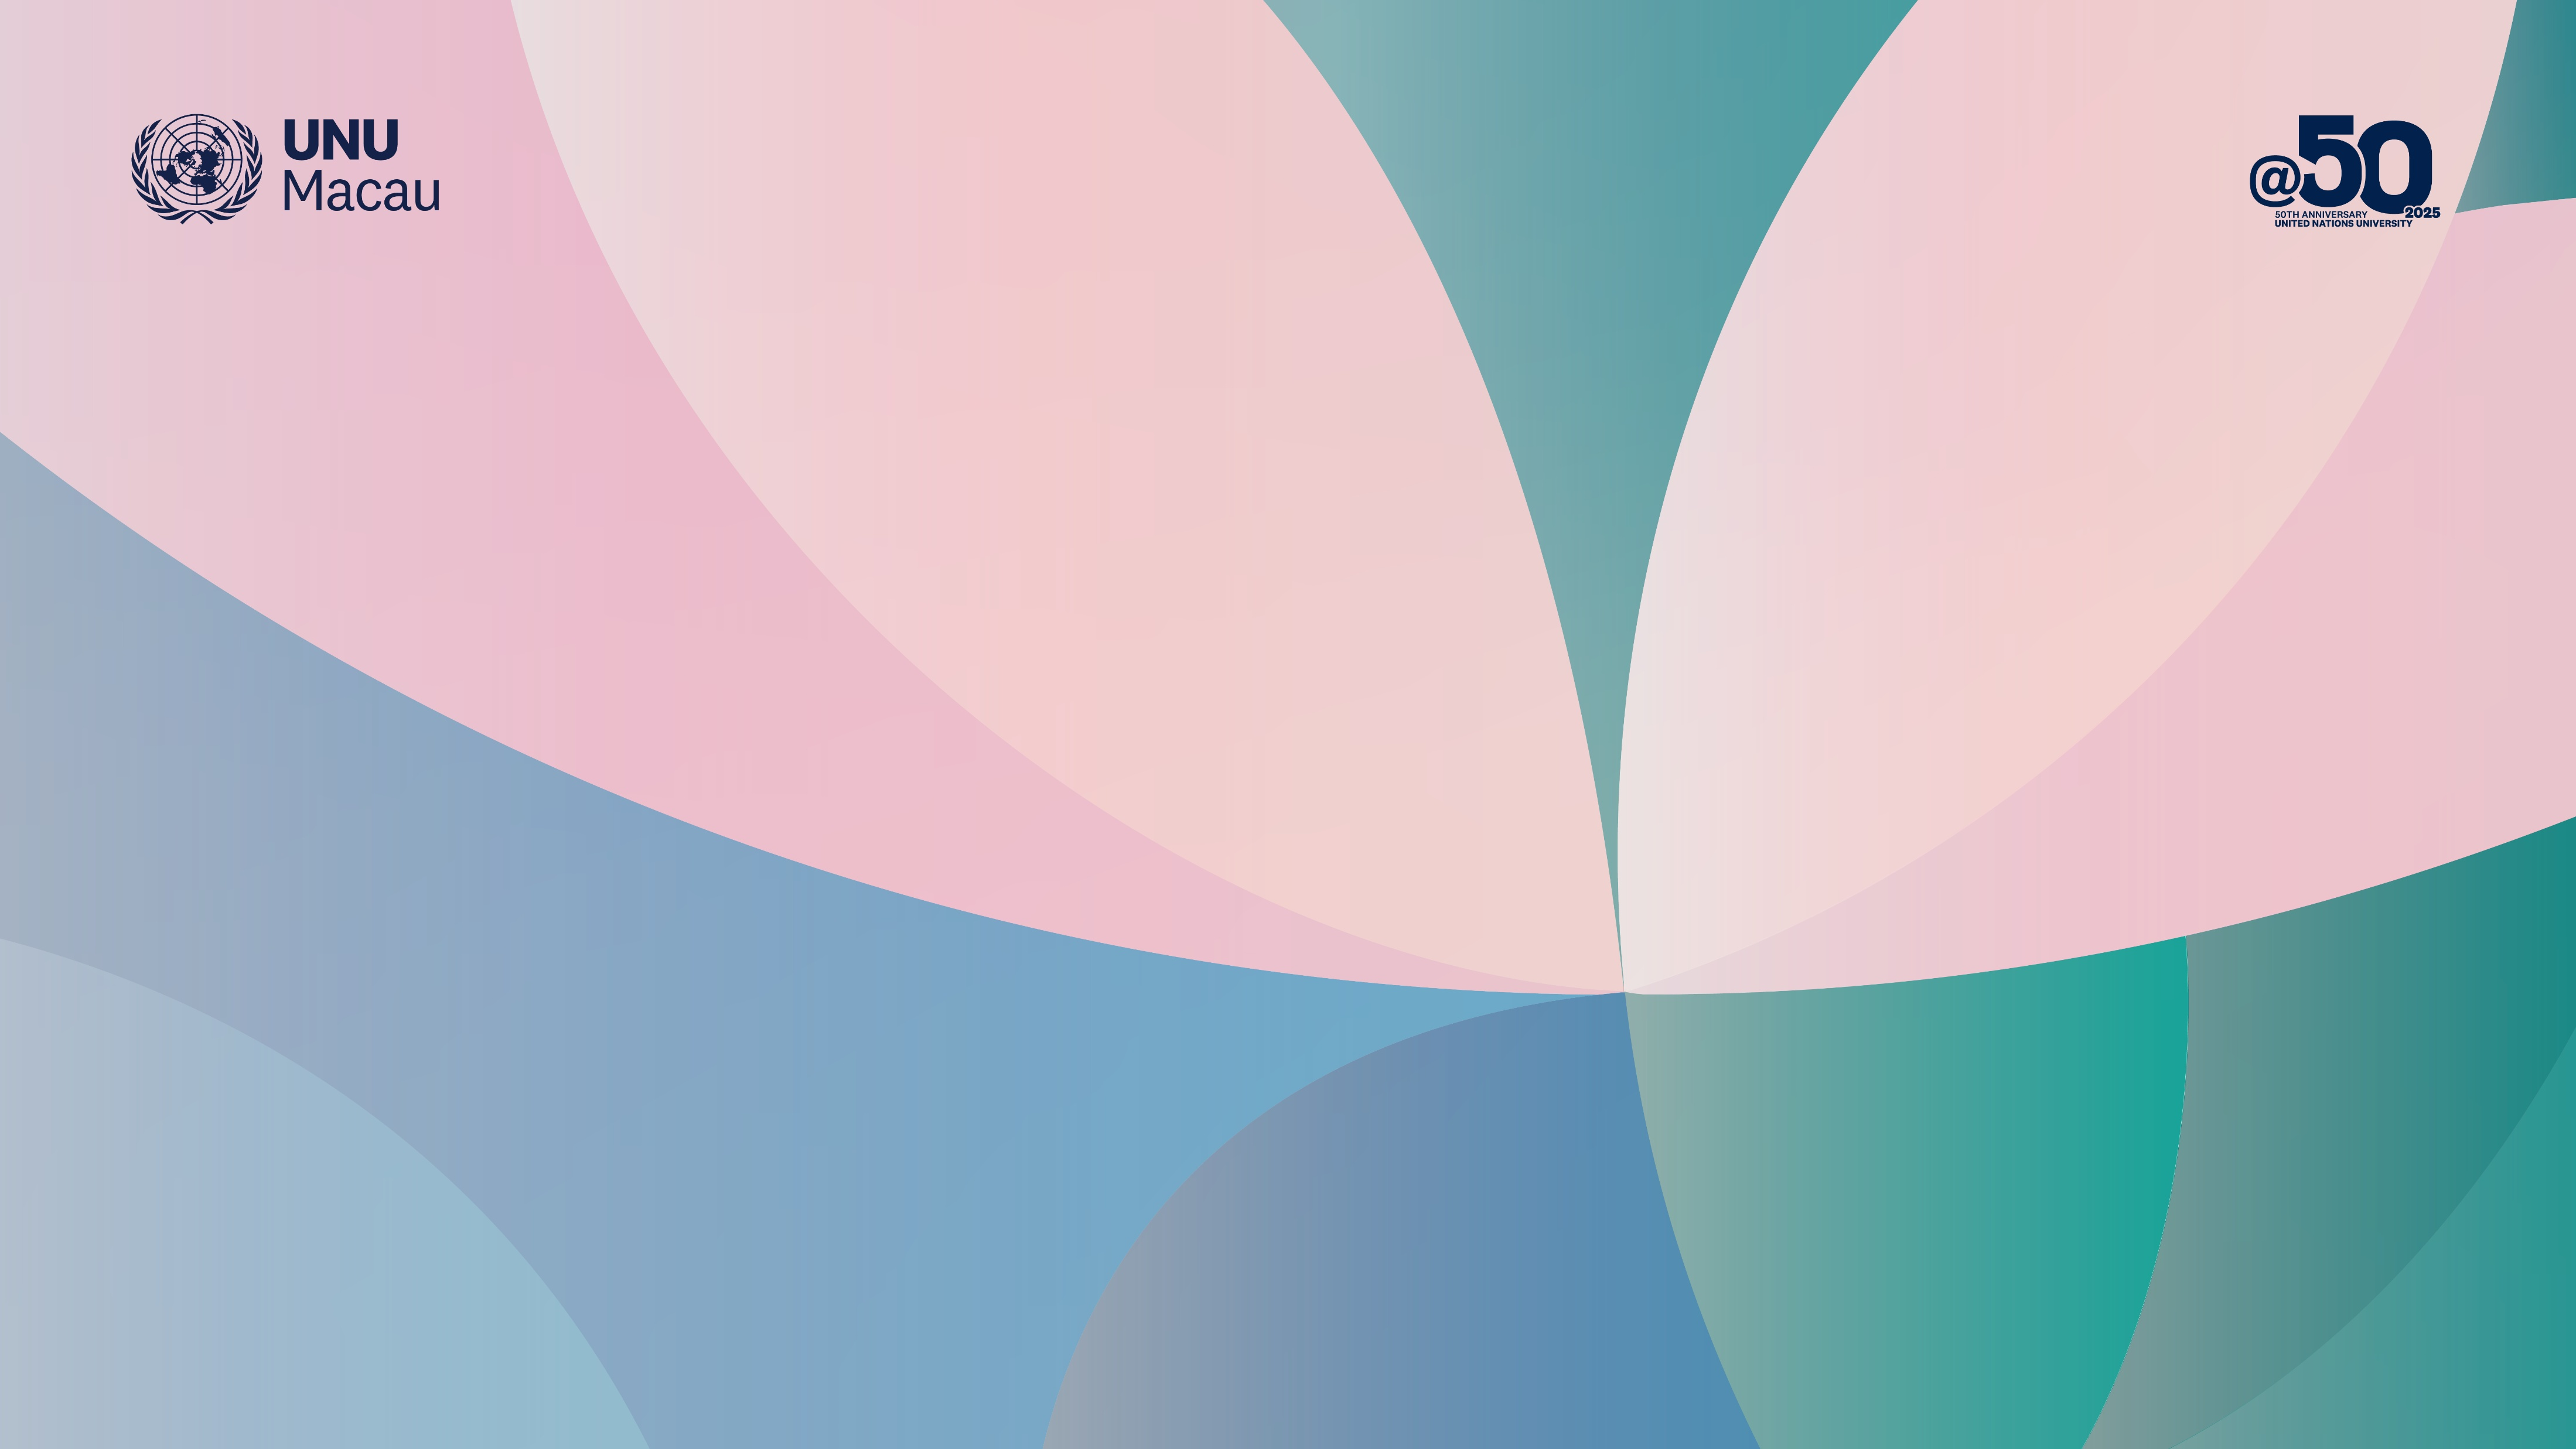 UNU
Macau
@50
2025
50TH ANNIVERSARY
UNITED NATIONS UNIVERSITY